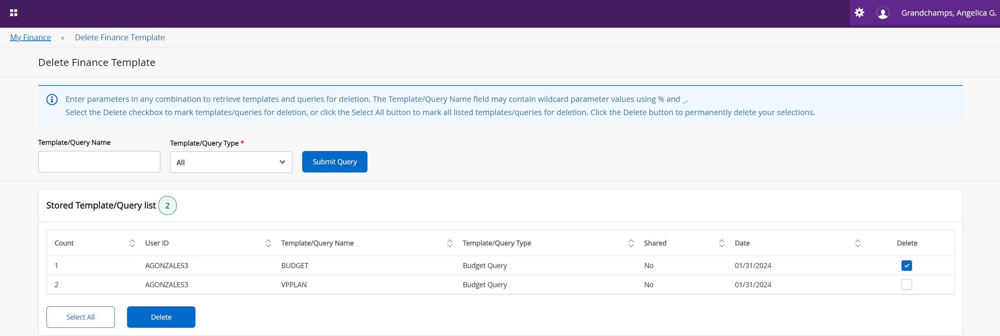 Grandchamps, Angelica G.
My Finance • Delete Finance Template
Delete Finance Template
Enter parameters in any combination to retrieve templates and queries for deletion. The Template/Query Name field may contain wildcard parameter values using % and _.
Select the Delete checkbox to mark templates/queries for deletion, or click the Select All button to mark all listed templates/queries for deletion. Click the Delete button to permanently delete your selections.
Template/Query Name Template/Query Type *
All Submit Query
Stored Template/Query list 2
Count User ID Template/Query Name Template/Query Type Shared Date Delete
1 AGONZALES3 BUDGET Budget Query No 01/31/2024
2 AGONZALES3 VPPLAN Budget Query No 01/31/2024
Select All Delete